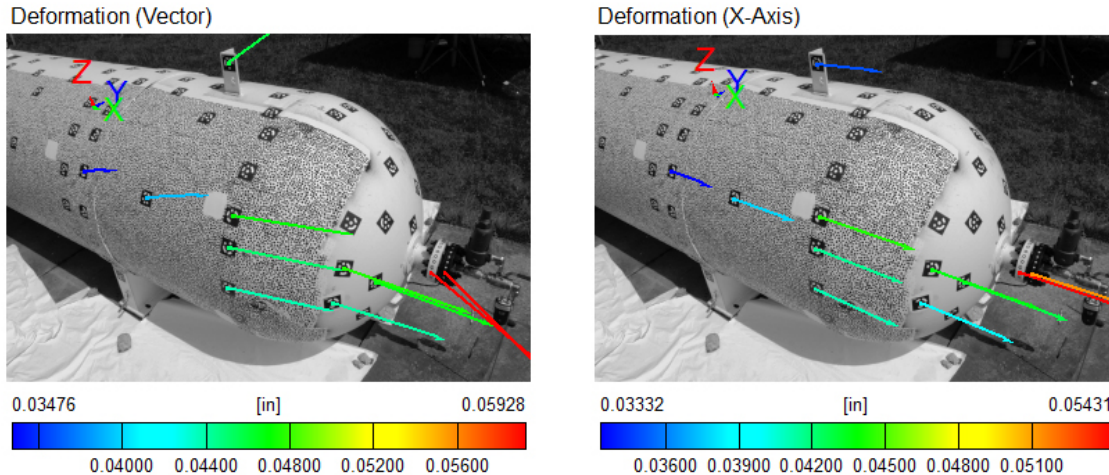 Deformation (Vector)
Deformation (X-Axis)
Z
Y
X
Z
Y
X
0.03476 [in] 0.05928
0.04000 0.04400 0.04800 0.05200 0.05600
0.03332 [in] 0.05431
0.03600 0.03900 0.04200 0.04500 0.04800 0.05100